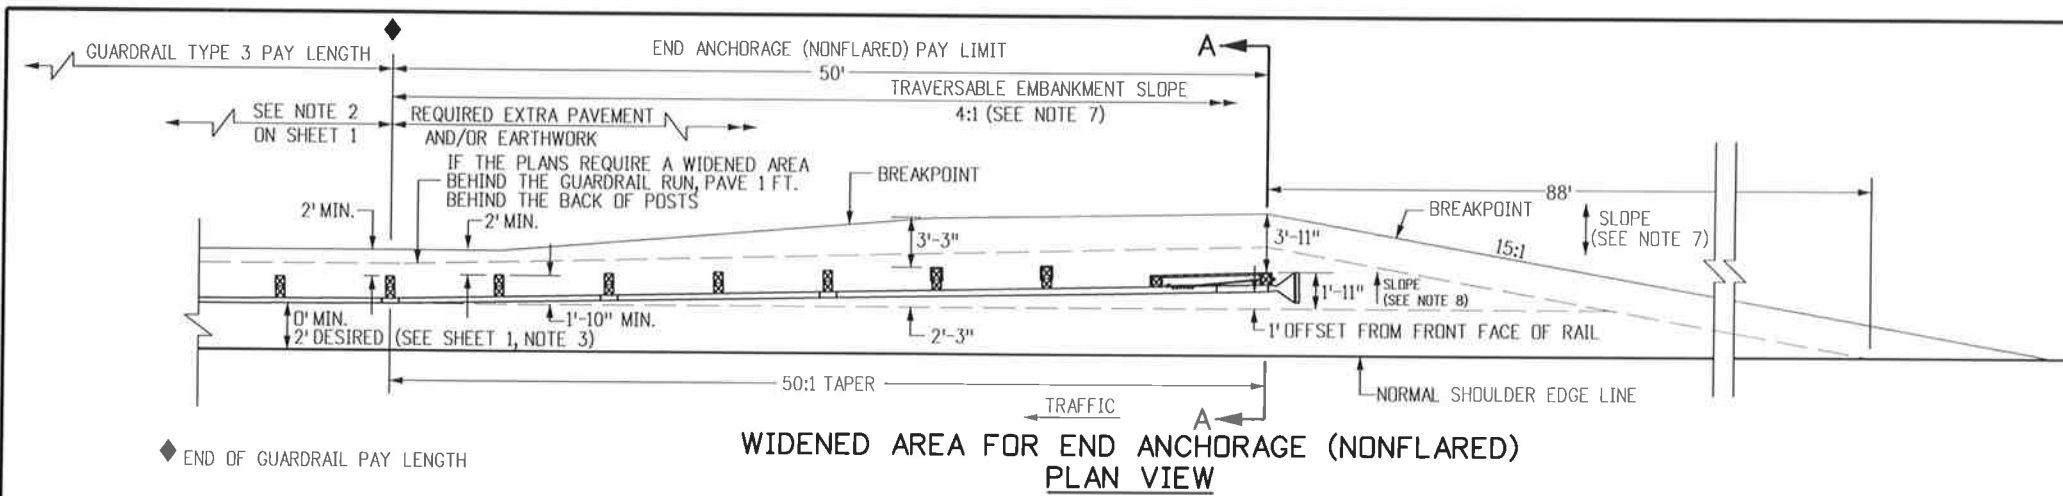 GUARDRAIL TYPE 3 PAY LENGTH
END ANCHORAGE (NONFLARED) PAY LIMIT
A
50'
TRAVERSABLE EMBANKMENT SLOPE
4:1 (SEE NOTE 7)
SEE NOTE 2
ON SHEET 1
REQUIRED EXTRA PAVEMENT
AND/OR EARTHWORK
IF THE PLANS REQUIRE A WIDENED AREA
BEHIND THE GUARDRAIL RUN, PAVE 1 FT.
BEHIND THE BACK OF POSTS
BREAKPOINT
88'
BREAKPOINT
SLOPE
(SEE NOTE 7)
2' MIN.
2' MIN.
3'-3"
3'-11"
15:1
1'-11"
SLOPE
(SEE NOTE 8)
0' MIN.
2' DESIRED (SEE SHEET 1, NOTE 3)
1'-10" MIN.
2'-3"
1' OFFSET FROM FRONT FACE OF RAIL
50:1 TAPER
NORMAL SHOULDER EDGE LINE
TRAFFIC
A
END OF GUARDRAIL PAY LENGTH
WIDENED AREA FOR END ANCHORAGE (NONFLARED)
PLAN VIEW